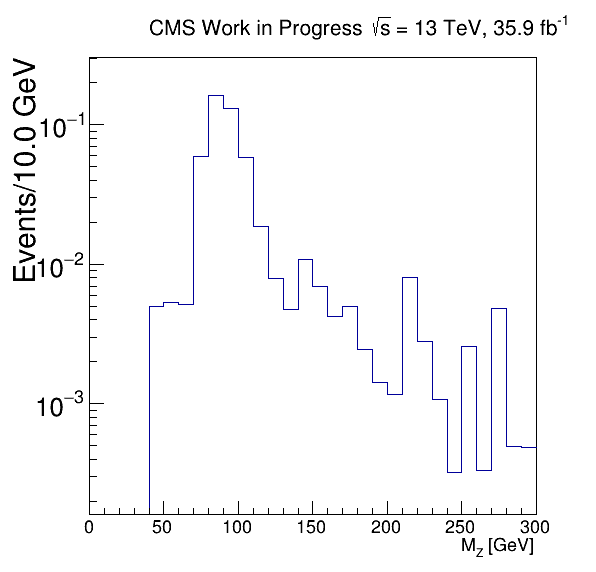 CMS Work in Progress √s = 13 TeV, 35.9 fb⁻¹
Events/10.0 GeV
10⁻¹
10⁻²
10⁻³
0 50 100 150 200 250 300
M_Z [GeV]